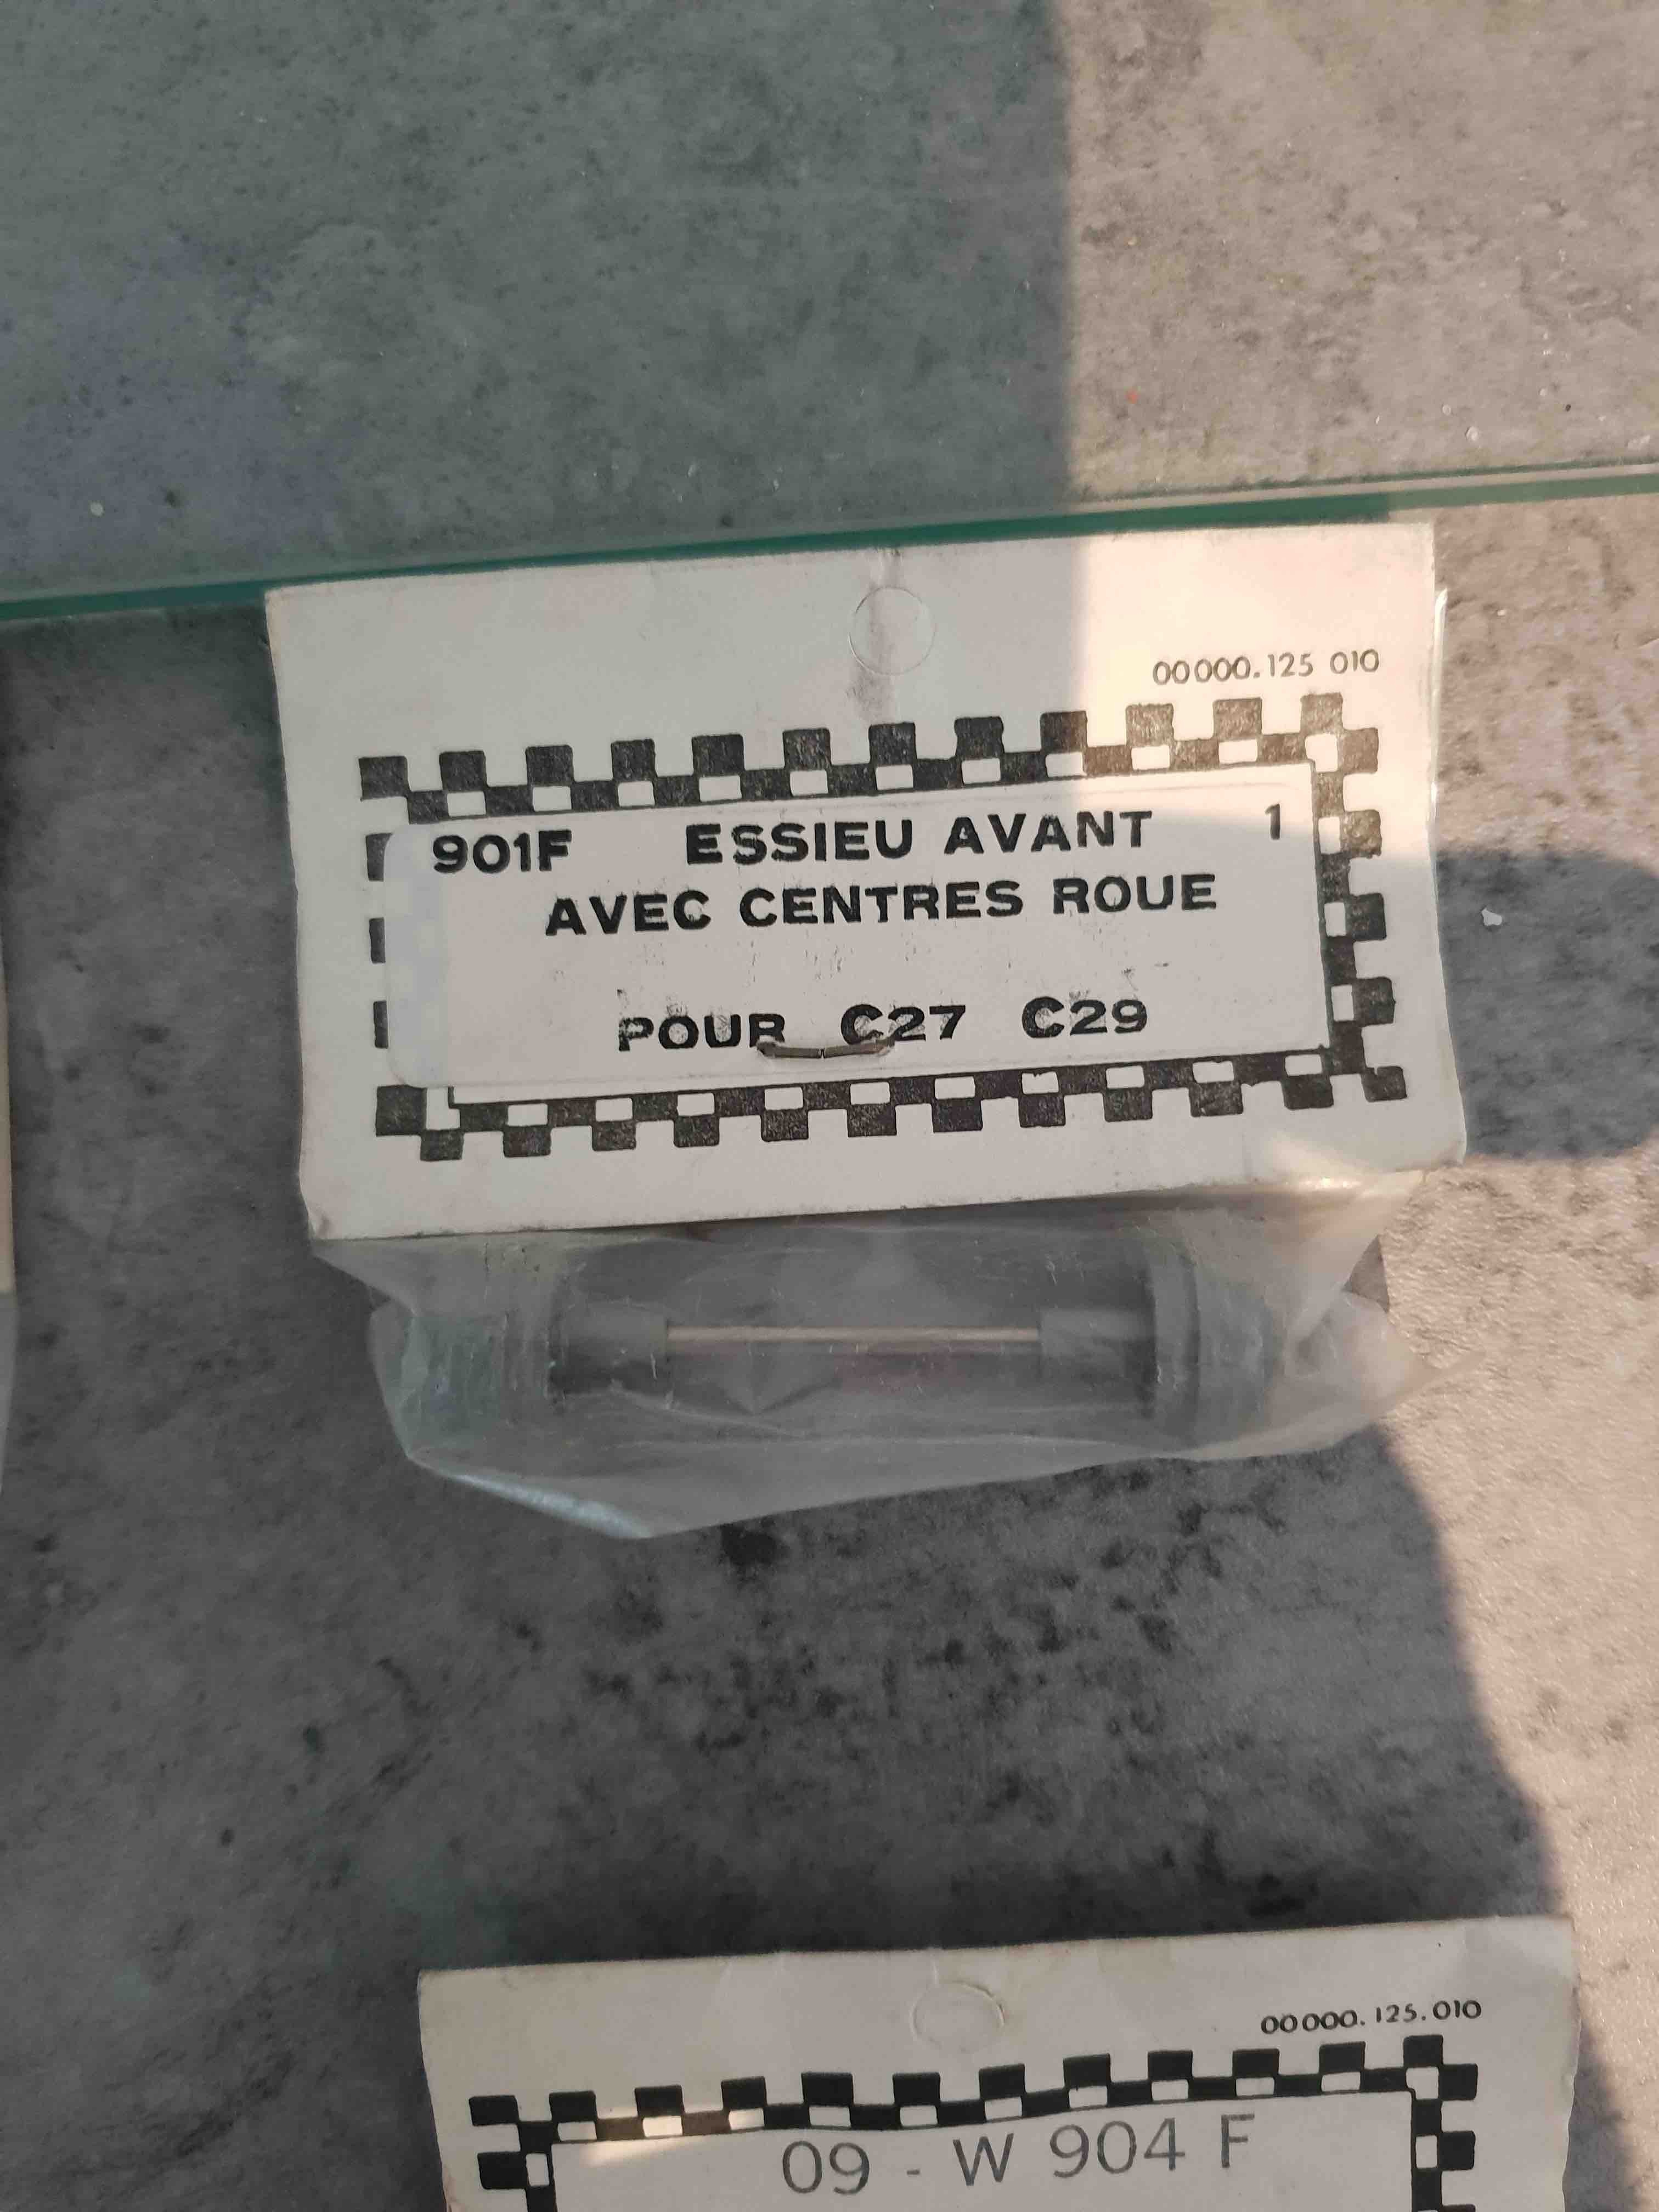 00000.125 010
901F ESSIEU AVANT 1
AVEC CENTRES ROUE
POUR C27 C29
00000.125.010
09 - W 904 F